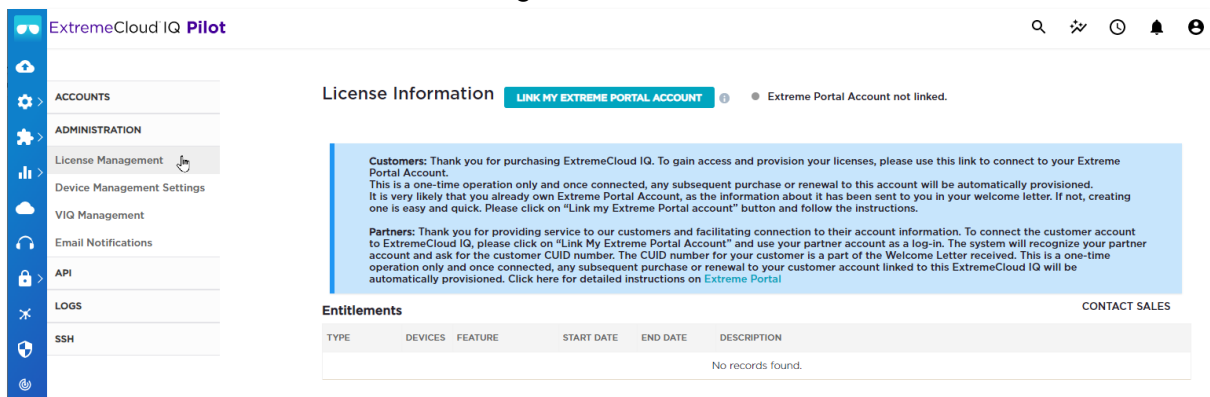 ExtremeCloud IQ Pilot
ACCOUNTS
ADMINISTRATION
License Management
Device Management Settings
VIQ Management
Email Notifications
API
LOGS
SSH
License Information LINK MY EXTREME PORTAL ACCOUNT Extreme Portal Account not linked.
Customers: Thank you for purchasing ExtremeCloud IQ. To gain access and provision your licenses, please use this link to connect to your Extreme
Portal Account.
This is a one-time operation only and once connected, any subsequent purchase or renewal to this account will be automatically provisioned.
It is very likely that you already own Extreme Portal Account, as the information about it has been sent to you in your welcome letter. If not, creating
one is easy and quick. Please click on "Link my Extreme Portal account" button and follow the instructions.
Partners: Thank you for providing service to our customers and facilitating connection to their account information. To connect the customer account
to ExtremeCloud IQ, please click on "Link My Extreme Portal Account" and use your partner account as a log-in. The system will recognize your partner
account and ask for the customer CUID number. The CUID number for your customer is a part of the Welcome Letter received. This is a one-time
operation only and once connected, any subsequent purchase or renewal to your customer account linked to this ExtremeCloud IQ will be
automatically provisioned. Click here for detailed instructions on Extreme Portal
Entitlements CONTACT SALES
TYPE DEVICES FEATURE START DATE END DATE DESCRIPTION
No records found.